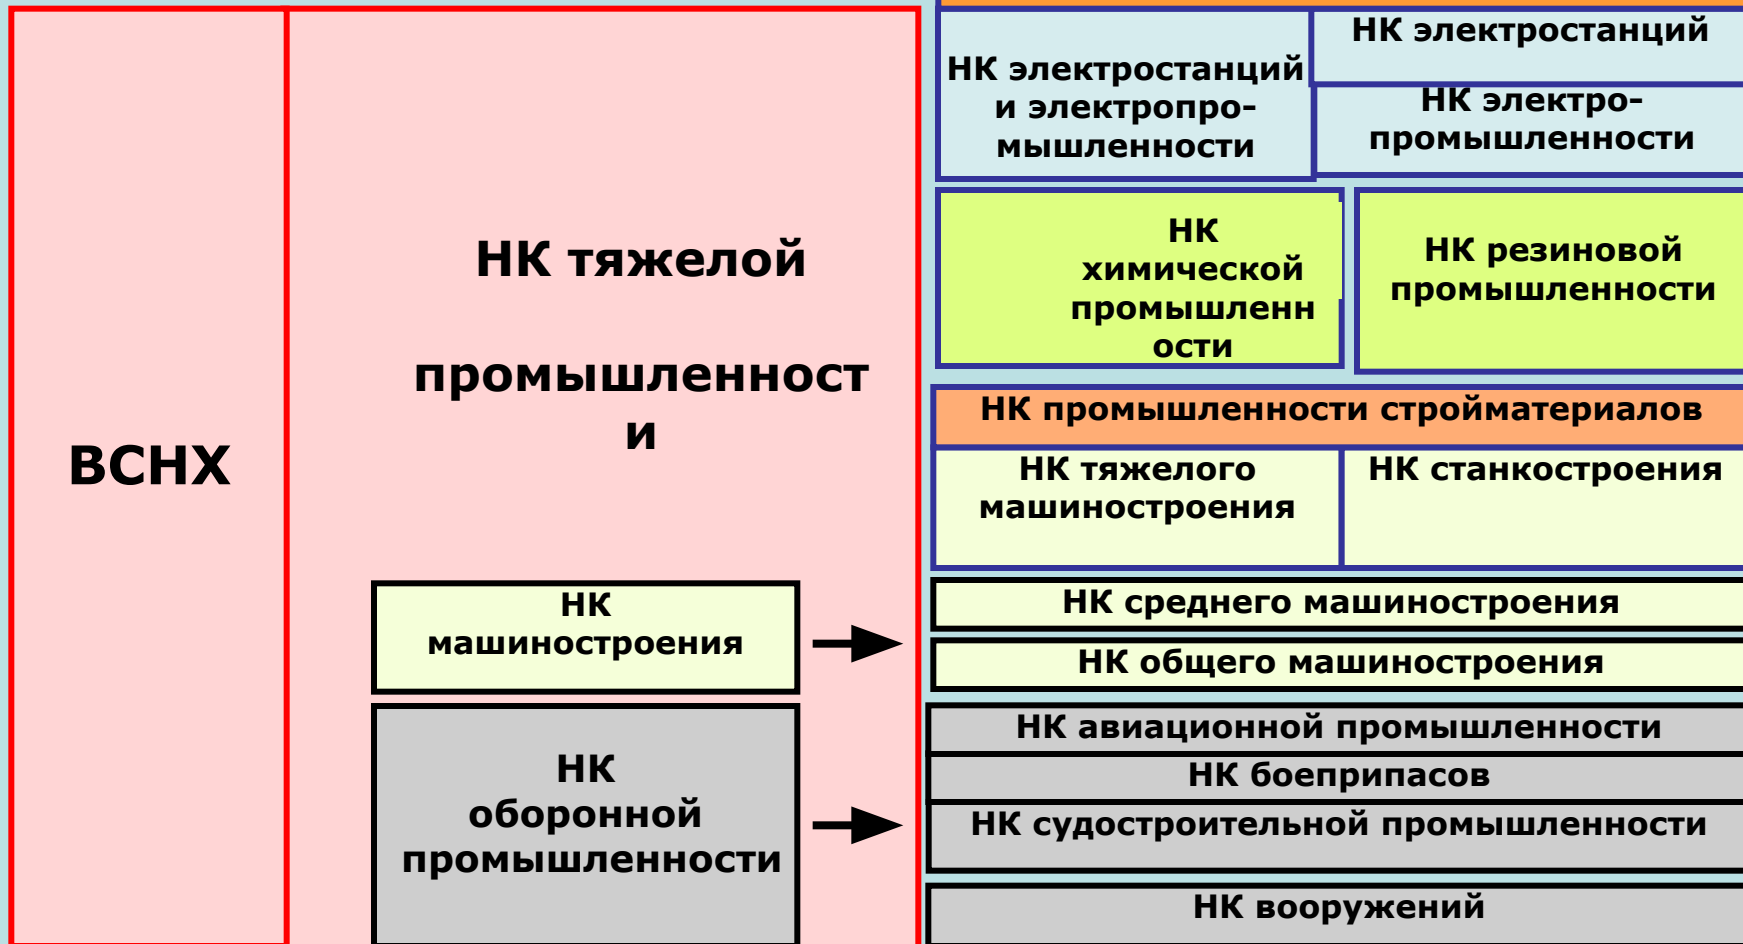 ВСНХ
НК тяжелой
промышленност
и
НК
машиностроения
НК
оборонной
промышленности
НК электростанций
и электропро-
мышленности
НК электростанций
НК электро-
промышленности
НК
химической
промышленн
ости
НК резиновой
промышленности
НК промышленности стройматериалов
НК тяжелого
машиностроения
НК станкостроения
НК среднего машиностроения
НК общего машиностроения
НК авиационной промышленности
НК боеприпасов
НК судостроительной промышленности
НК вооружений